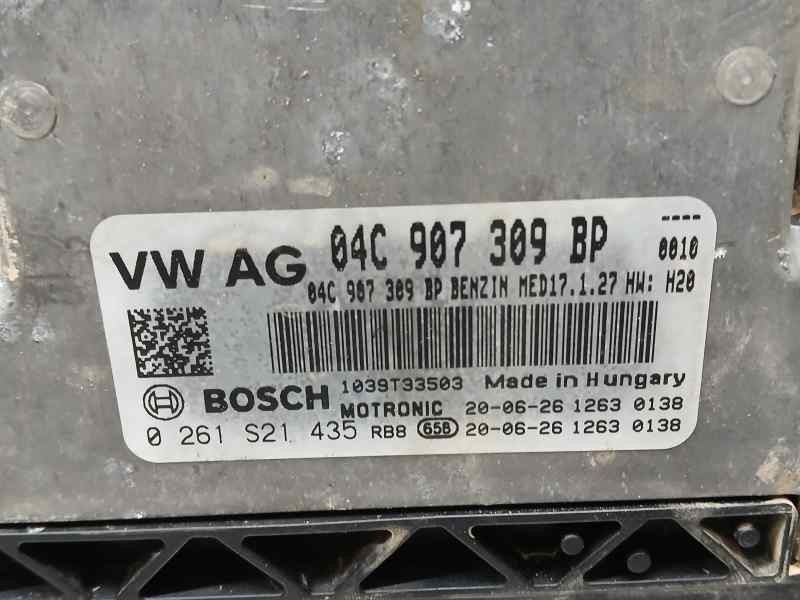 VW AG 04C 907 309 BP ----
0010
04C 907 309 BP BENZIN MED17.1.27 HW: H20
BOSCH 1039T33503 Made in Hungary
MOTRONIC 20-06-26 1263 0138
0 261 S21 435 RB8 65B 20-06-26 1263 0138